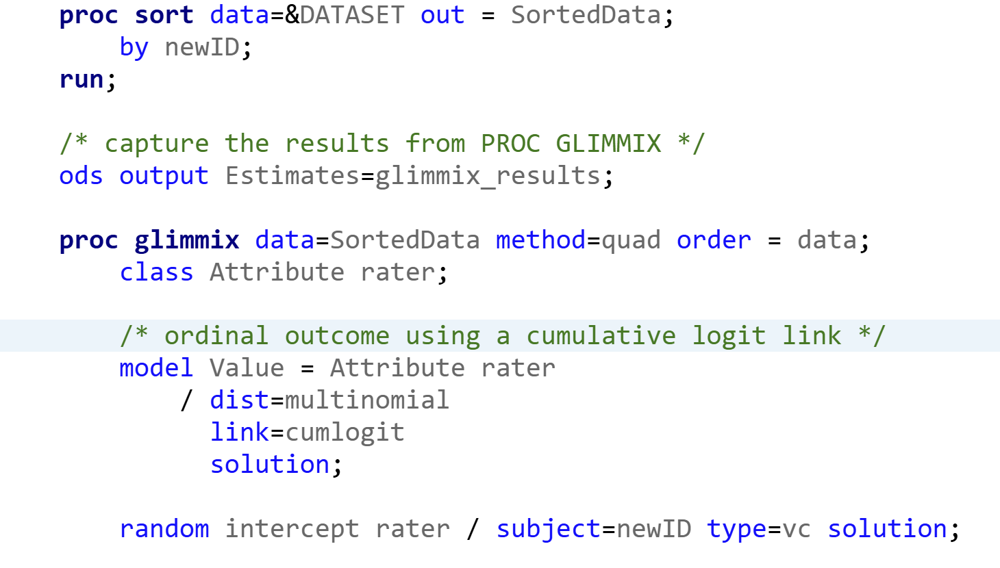 proc sort data=&DATASET out = SortedData;
by newID;
run;
/* capture the results from PROC GLIMMIX */
ods output Estimates=glimmix_results;
proc glimmix data=SortedData method=quad order = data;
class Attribute rater;
/* ordinal outcome using a cumulative logit link */
model Value = Attribute rater
/ dist=multinomial
link=cumlogit
solution;
random intercept rater / subject=newID type=vc solution;